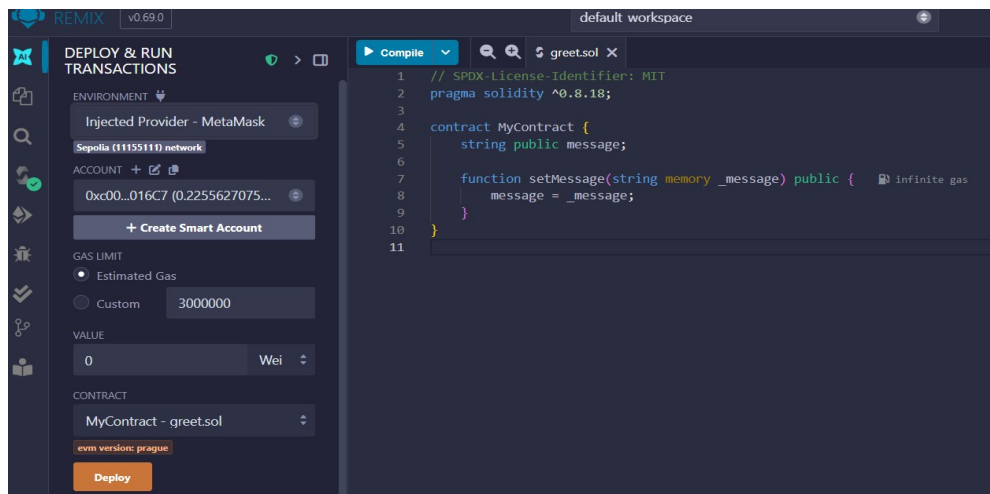 REMIX v0.69.0
default workspace
DEPLOY & RUN
TRANSACTIONS
ENVIRONMENT
Injected Provider - MetaMask
Sepolia (11155111) network
ACCOUNT
0xc00...016C7 (0.2255627075...
+ Create Smart Account
GAS LIMIT
Estimated Gas
Custom 3000000
VALUE
0 Wei
CONTRACT
MyContract - greet.sol
evm version: prague
Deploy
AI
Compile greet.sol
1 // SPDX-License-Identifier: MIT
2 pragma solidity ^0.8.18;
3
4 contract MyContract {
5 string public message;
6
7 function setMessage(string memory _message) public { infinite gas
8 message = _message;
9 }
10 }
11